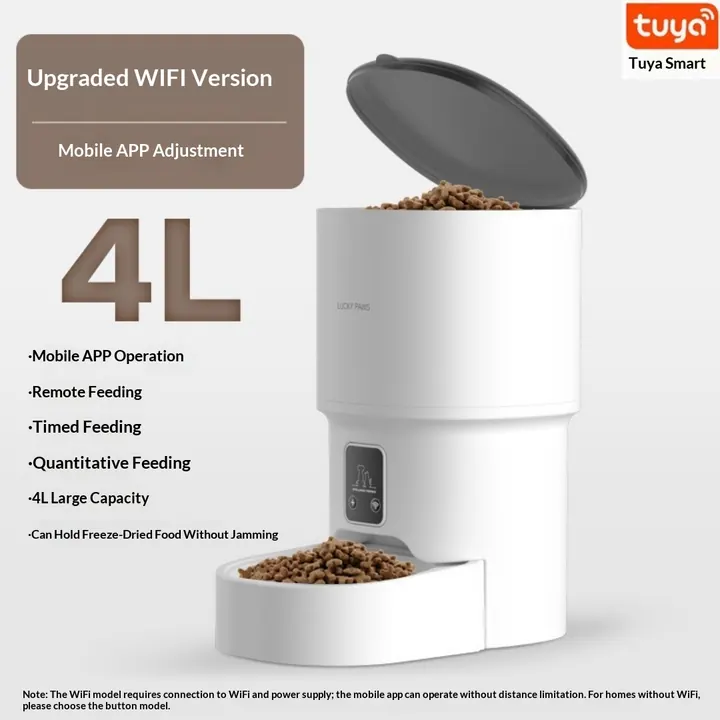 tuya
Tuya Smart
Upgraded WIFI Version
Mobile APP Adjustment
4L
LUCKY PAWS
·Mobile APP Operation
·Remote Feeding
·Timed Feeding
·Quantitative Feeding
·4L Large Capacity
·Can Hold Freeze-Dried Food Without Jamming
Note: The WiFi model requires connection to WiFi and power supply; the mobile app can operate without distance limitation. For homes without WiFi,
please choose the button model.